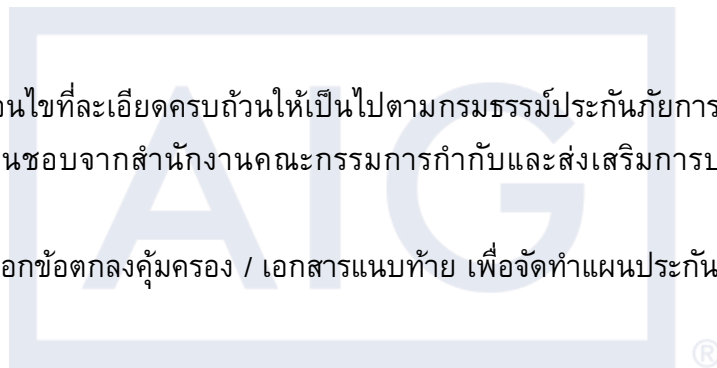 อนไขที่ละเอียดครบถ้วนให้เป็นไปตามกรมธรรม์ประกันภัยการ
นชอบจากสำนักงานคณะกรรมการกำกับและส่งเสริมการป
อกข้อตกลงคุ้มครอง / เอกสารแนบท้าย เพื่อจัดทำแผนประกัน
AIG
®